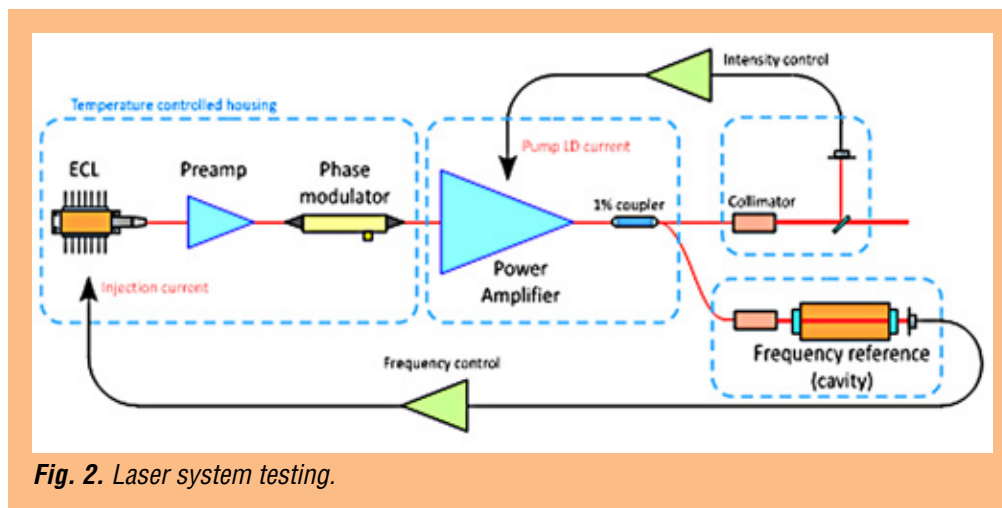 Intensity control
Temperature controlled housing
Pump LD current
ECL
Preamp
Phase
modulator
1% coupler
Collimator
Power
Amplifier
Injection current
Frequency control
Frequency reference
(cavity)
Fig. 2. Laser system testing.